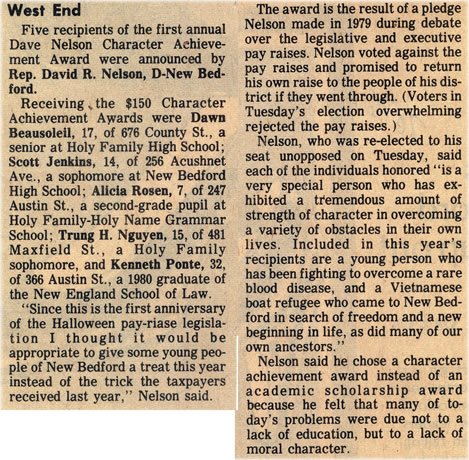 West End
Five recipients of the first annual
Dave Nelson Character Achieve-
ment Award were announced by
Rep. David R. Nelson, D-New Bed-
ford.
Receiving the $150 Character
Achievement Awards were Dawn
Beausoleil, 17, of 676 County St., a
senior at Holy Family High School;
Scott Jenkins, 14, of 256 Acushnet
Ave., a sophomore at New Bedford
High School; Alicia Rosen, 7, of 247
Austin St., a second-grade pupil at
Holy Family-Holy Name Grammar
School; Trung H. Nguyen, 15, of 481
Maxfield St., a Holy Family
sophomore, and Kenneth Ponte, 32,
of 366 Austin St., a 1980 graduate of
the New England School of Law.
"Since this is the first anniversary
of the Halloween pay-riase legisla-
tion I thought it would be
appropriate to give some young peo-
ple of New Bedford a treat this year
instead of the trick the taxpayers
received last year," Nelson said.
The award is the result of a pledge
Nelson made in 1979 during debate
over the legislative and executive
pay raises. Nelson voted against the
pay raises and promised to return
his own raise to the people of his dis-
trict if they went through. (Voters in
Tuesday's election overwhelming
rejected the pay raises.)
Nelson, who was re-elected to his
seat unopposed on Tuesday, said
each of the individuals honored "is a
very special person who has ex-
hibited a tremendous amount of
strength of character in overcoming
a variety of obstacles in their own
lives. Included in this year's
recipients are a young person who
has been fighting to overcome a rare
blood disease, and a Vietnamese
boat refugee who came to New Bed-
ford in search of freedom and a new
beginning in life, as did many of our
own ancestors."
Nelson said he chose a character
achievement award instead of an
academic scholarship award
because he felt that many of to-
day's problems were due not to a
lack of education, but to a lack of
moral character.